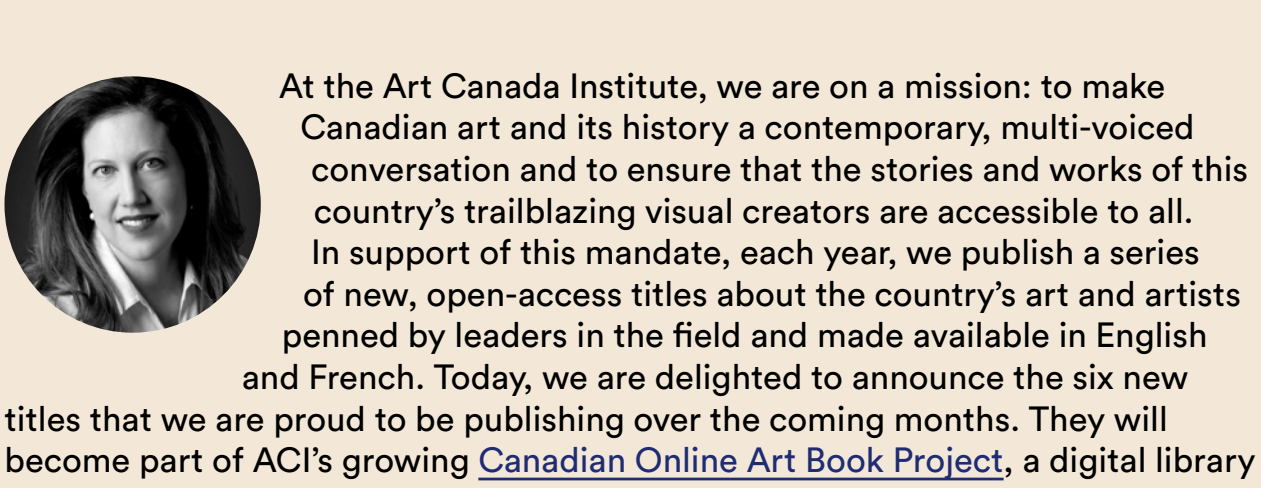 At the Art Canada Institute, we are on a mission: to make
Canadian art and its history a contemporary, multi-voiced
conversation and to ensure that the stories and works of this
country’s trailblazing visual creators are accessible to all.
In support of this mandate, each year, we publish a series
of new, open-access titles about the country’s art and artists
penned by leaders in the field and made available in English
and French. Today, we are delighted to announce the six new
titles that we are proud to be publishing over the coming months. They will
become part of ACI’s growing Canadian Online Art Book Project, a digital library